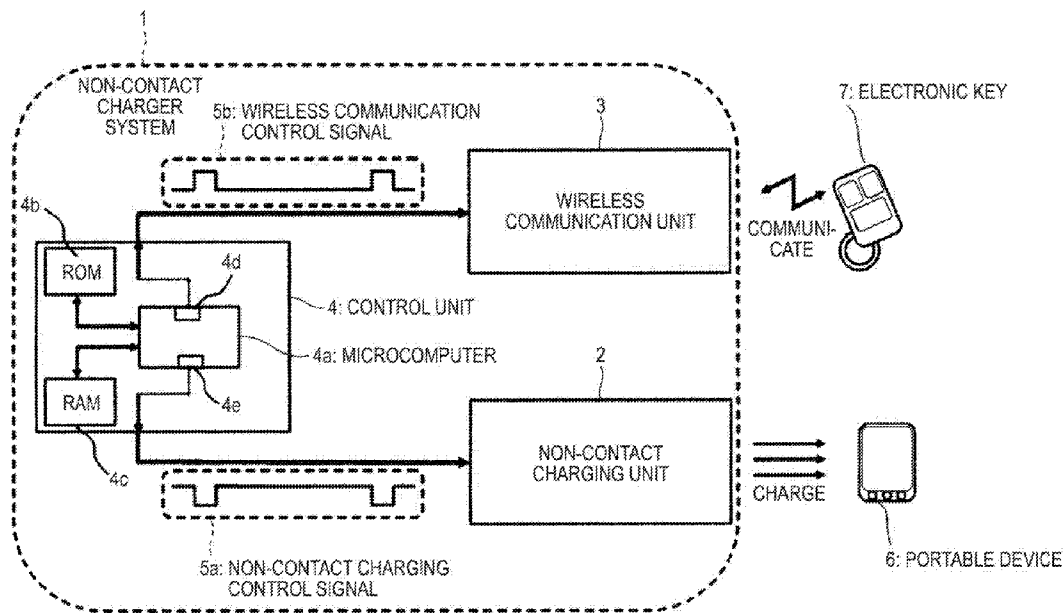 1
NON-CONTACT
CHARGER
SYSTEM
5b: WIRELESS COMMUNICATION
CONTROL SIGNAL
3
7: ELECTRONIC KEY
WIRELESS
COMMUNICATION UNIT
COMMUNI-
CATE
4b
ROM
4d
4: CONTROL UNIT
4a: MICROCOMPUTER
RAM
4e
4c
2
NON-CONTACT
CHARGING UNIT
CHARGE
5a: NON-CONTACT CHARGING
CONTROL SIGNAL
6: PORTABLE DEVICE